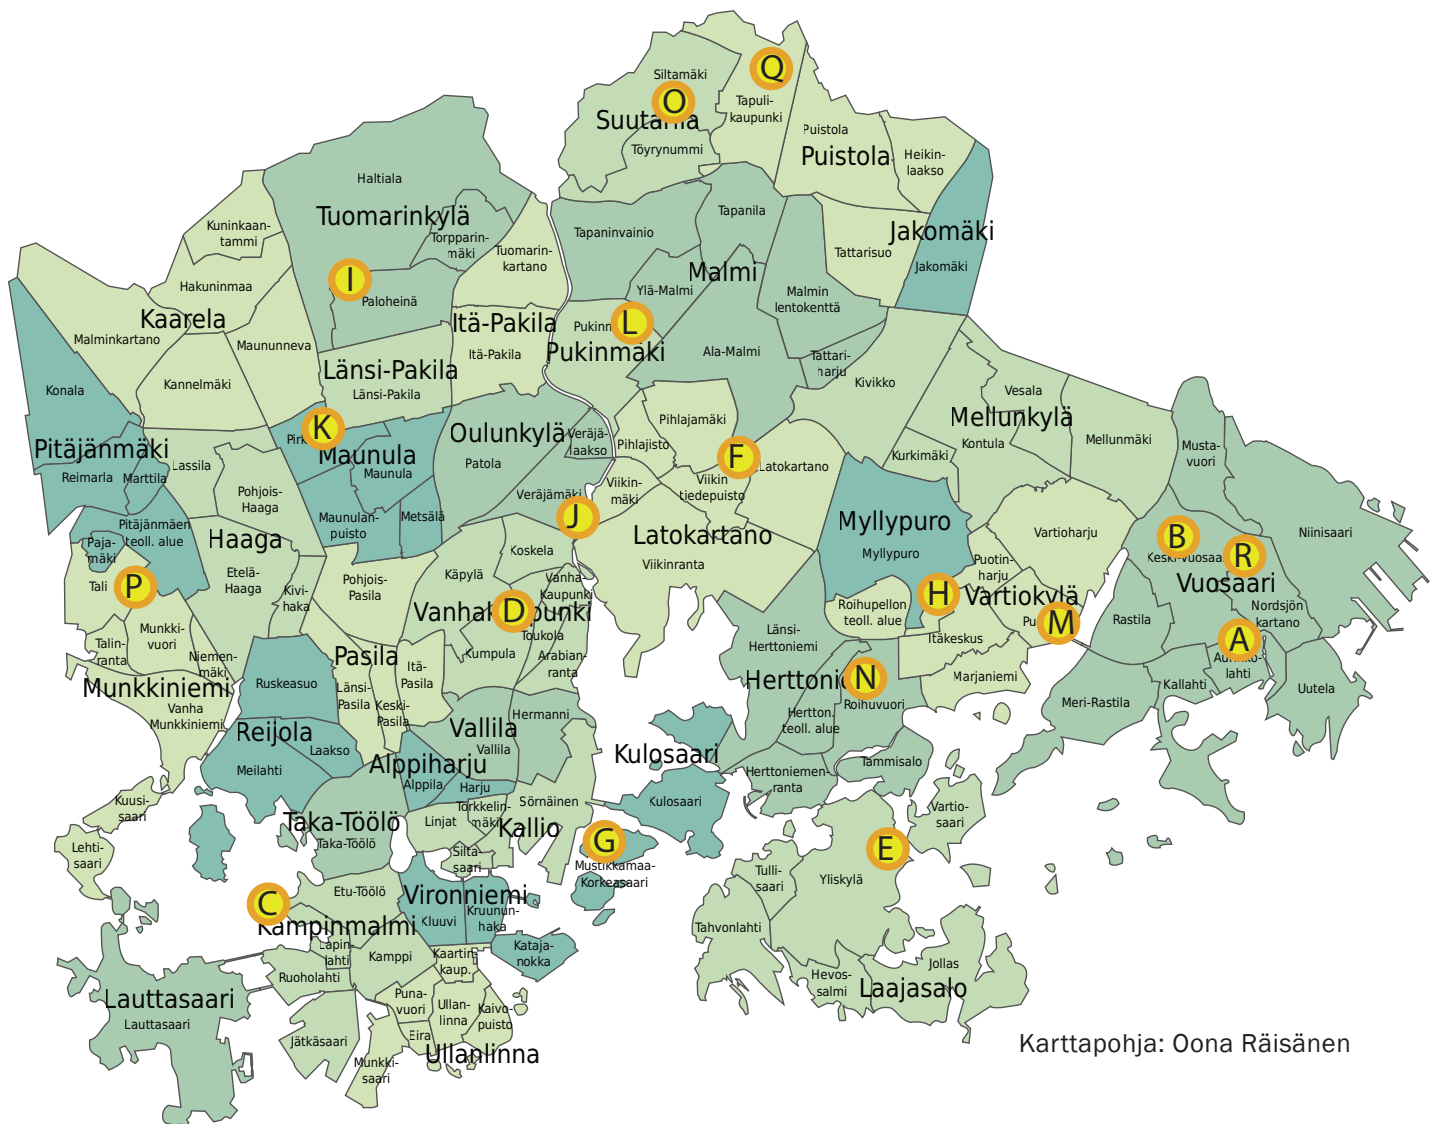 Siltamäki
Q
O
Tapuli-
kaupunki
Suutarila
Puistola
Töyrynummi
Puistola
Heikin-
laakso
Haltiala
Tuomarinkylä
Tapanila
Kuninkaan-
tammi
Torpparin-
mäki
Tapaninvainio
Jakomäki
Tuomarin-
kartano
Tattarisuo
Jakomäki
I
Malmi
Hakuninmaa
Paloheinä
Ylä-Malmi
Malmin
lentokenttä
Kaarela
Itä-Pakila
L
Malminkartano
Maununneva
Itä-Pakila
Pukinmäki
Ala-Malmi
Tattari-
harju
Länsi-Pakila
Länsi-Pakila
Kannelmäki
Kivikko
Konala
Vesala
Mellunkylä
K
Pihlajamäki
Oulunkylä
Veräjä-
laakso
Pihlajisto
Kontula
Mellunmäki
Musta-
vuori
Pitäjänmäki
Maunula
Maunula
Lassila
Patola
F
Latokartano
Kurkimäki
Reimarla
Marttila
Viikin
tiedepuisto
Viikin-
mäki
Pohjois-
Haaga
Veräjämäki
J
Maunulan-
puisto
Metsälä
Myllypuro
Myllypuro
Pitäjänmäen
teoll. alue
Haaga
Latokartano
Viikinranta
Vartioharju
B
Keski-Vuosaari
R
Niinisaari
Vuosaari
Paja-
mäki
Koskela
Puotin-
harju
Tali
P
Etelä-
Haaga
Kivi-
haka
Pohjois-
Pasila
Käpylä
Vanha-
Kaupunki
Vanhakaupunki
D
H
Vartiokylä
Roihupellon
teoll. alue
M
Nordsjön
kartano
Rastila
Toukola
Munkki-
vuori
Länsi-
Herttoniemi
Itäkeskus
A
Talin-
ranta
Niemen-
mäki
Kumpula
Arabian-
ranta
Pasila
Itä-
Pasila
Aurinko-
lahti
Marjaniemi
Kallahti
Uutela
Munkkiniemi
Ruskeasuo
Herttoniemi
N
Roihuvuori
Länsi-
Pasila
Keski-
Pasila
Meri-Rastila
Vanha
Munkkiniemi
Hermanni
Hertton.
teoll. alue
Reijola
Vallila
Vallila
Laakso
Kulosaari
Alppiharju
Tammisalo
Meilahti
Herttoniemen-
ranta
Alppila
Harju
Kuusi-
saari
Sörnäinen
Kulosaari
Vartio-
saari
Torkkelin-
mäki
Taka-Töölö
Linjat
Kallio
Taka-Töölö
G
E
Lehti-
saari
Silta-
saari
Mustikkamaa-
Korkeasaari
Tulli-
saari
Yliskylä
Etu-Töölö
Vironniemi
C
Kluuvi
Kruunun-
haka
Kampinmalmi
Tahvonlahti
Lapin-
lahti
Kamppi
Kaartin
kaup.
Kataja-
nokka
Jollas
Ruoholahti
Hevos-
salmi
Laajasalo
Lauttasaari
Puna-
vuori
Ullan-
linna
Kaivo-
puisto
Lauttasaari
Eira
Jätkäsaari
Ullanlinna
Munkki-
saari
Karttapohja: Oona Räisänen